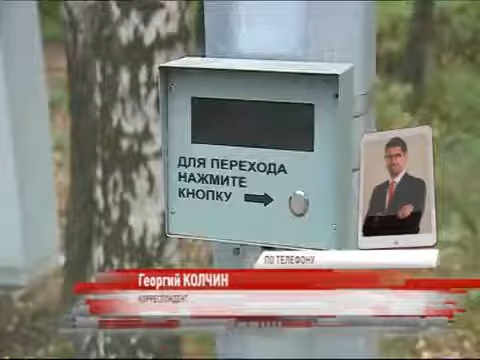 ДЛЯ ПЕРЕХОДА
НАЖМИТЕ
КНОПКУ
ПО ТЕЛЕФОНУ
Георгий КОЛЧИН
КОРРЕСПОНДЕНТ